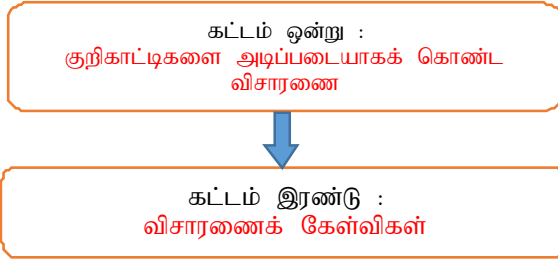 கட்டம் ஒன்று :
குறிகாட்டிகளை அடிப்படையாகக் கொண்ட
விசாரணை
கட்டம் இரண்டு :
விசாரணைக் கேள்விகள்